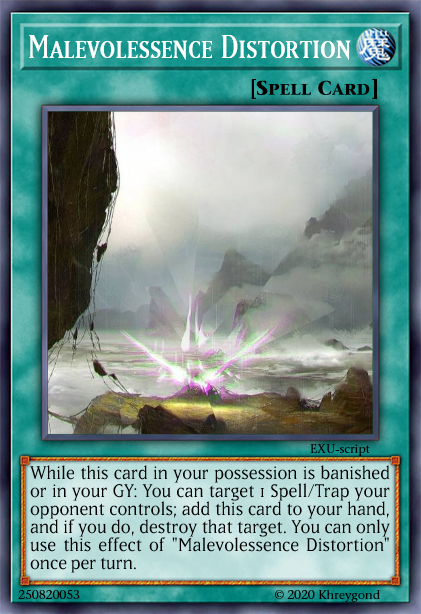 Malevolessence Distortion 魔
[Spell Card]
EXU-script
While this card in your possession is banished
or in your GY: You can target 1 Spell/Trap your
opponent controls; add this card to your hand,
and if you do, destroy that target. You can only
use this effect of "Malevolessence Distortion"
once per turn.
250820053
© 2020 Khreygond